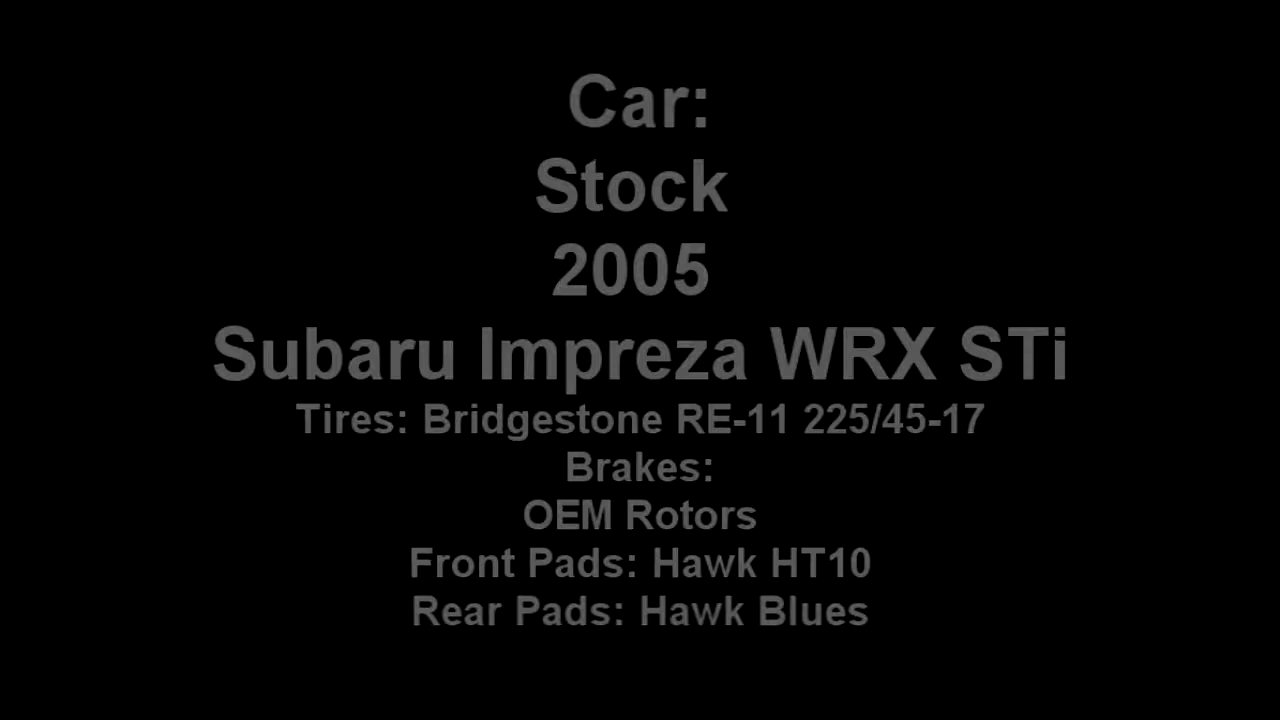 Car:
Stock
2005
Subaru Impreza WRX STi
Tires: Bridgestone RE-11 225/45-17
Brakes:
OEM Rotors
Front Pads: Hawk HT10
Rear Pads: Hawk Blues